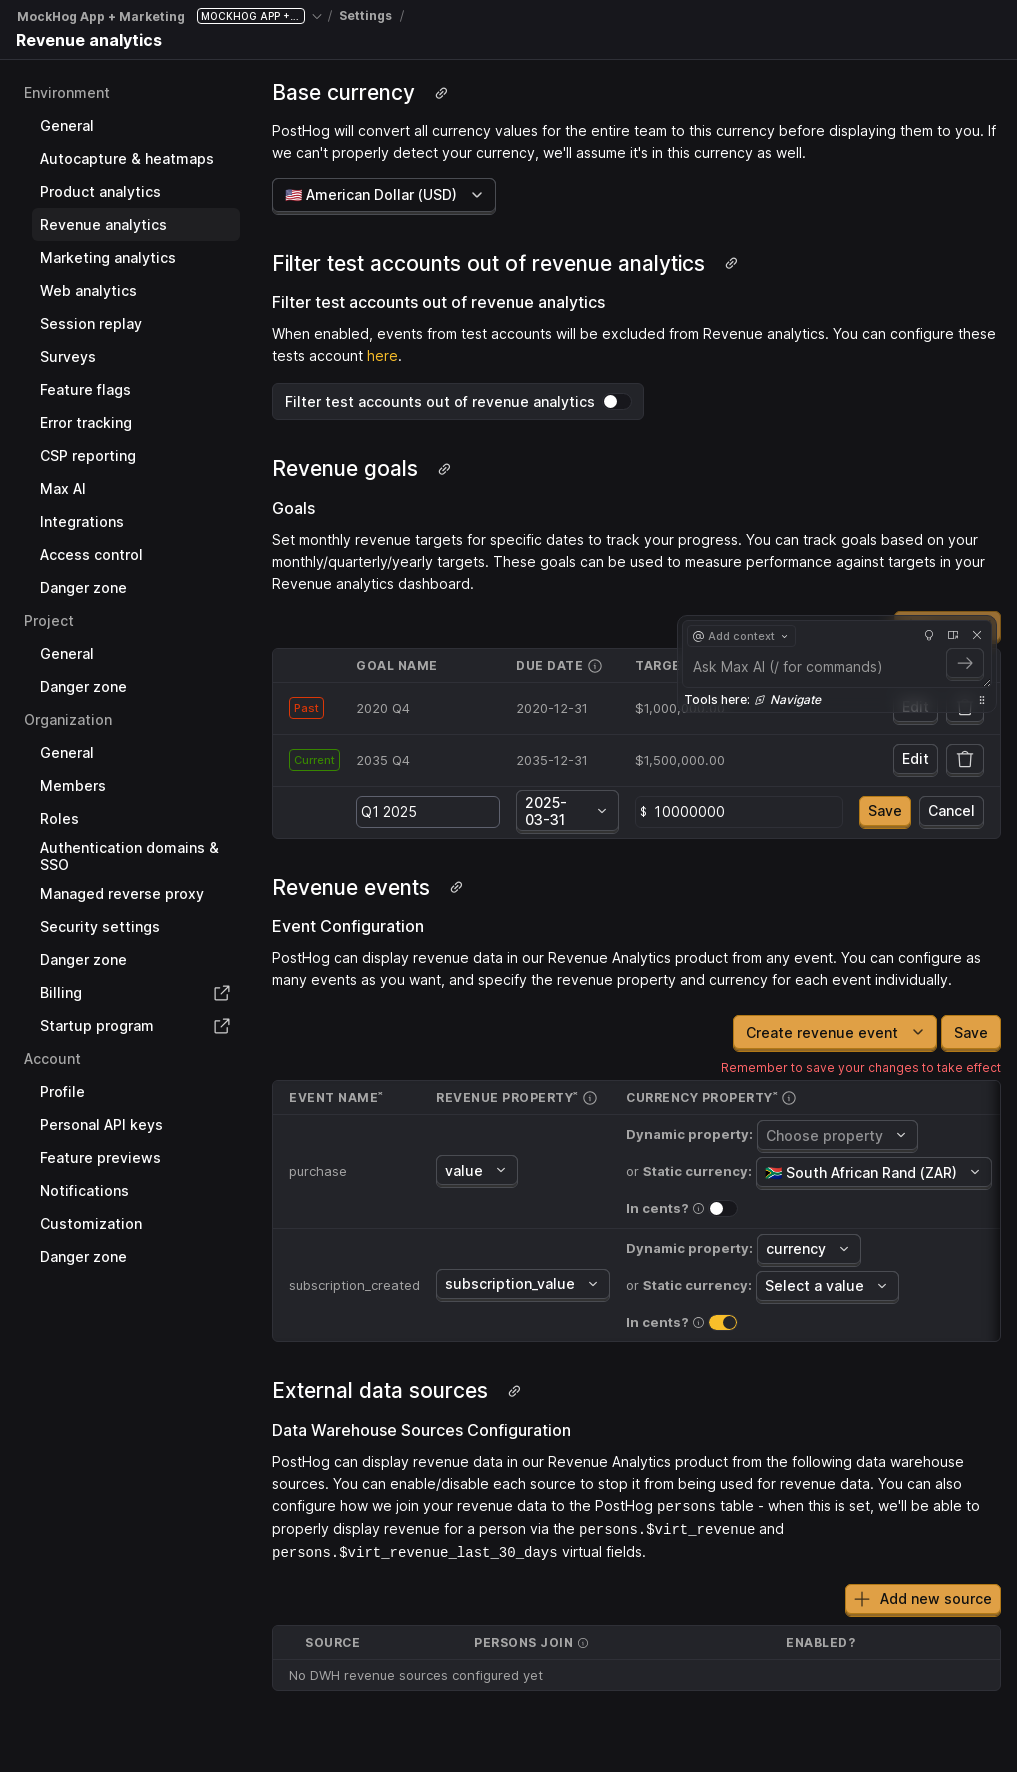 MockHog App + Marketing MOCKHOG APP +... / Settings /
Revenue analytics
Environment
General
Autocapture & heatmaps
Product analytics
Revenue analytics
Marketing analytics
Web analytics
Session replay
Surveys
Feature flags
Error tracking
CSP reporting
Max AI
Integrations
Access control
Danger zone
Project
General
Danger zone
Organization
General
Members
Roles
Authentication domains &
SSO
Managed reverse proxy
Security settings
Danger zone
Billing
Startup program
Account
Profile
Personal API keys
Feature previews
Notifications
Customization
Danger zone
Base currency
PostHog will convert all currency values for the entire team to this currency before displaying them to you. If
we can't properly detect your currency, we'll assume it's in this currency as well.
🇺🇸 American Dollar (USD)
Filter test accounts out of revenue analytics
Filter test accounts out of revenue analytics
When enabled, events from test accounts will be excluded from Revenue analytics. You can configure these
tests account here.
Filter test accounts out of revenue analytics
Revenue goals
Goals
Set monthly revenue targets for specific dates to track your progress. You can track goals based on your
monthly/quarterly/yearly targets. These goals can be used to measure performance against targets in your
Revenue analytics dashboard.
@ Add context
Ask Max AI (/ for commands)
Tools here: Navigate
GOAL NAME DUE DATE TARGE
Past 2020 Q4 2020-12-31 $1,000,000.00 Edit
Current 2035 Q4 2035-12-31 $1,500,000.00 Edit
Q1 2025 2025-
03-31 $ 10000000 Save Cancel
Revenue events
Event Configuration
PostHog can display revenue data in our Revenue Analytics product from any event. You can configure as
many events as you want, and specify the revenue property and currency for each event individually.
Create revenue event Save
Remember to save your changes to take effect
EVENT NAME* REVENUE PROPERTY* CURRENCY PROPERTY*
Dynamic property: Choose property
purchase value or Static currency: 🇿🇦 South African Rand (ZAR)
In cents?
Dynamic property: currency
subscription_created subscription_value or Static currency: Select a value
In cents?
External data sources
Data Warehouse Sources Configuration
PostHog can display revenue data in our Revenue Analytics product from the following data warehouse
sources. You can enable/disable each source to stop it from being used for revenue data. You can also
configure how we join your revenue data to the PostHog persons table - when this is set, we'll be able to
properly display revenue for a person via the persons.$virt_revenue and
persons.$virt_revenue_last_30_days virtual fields.
Add new source
SOURCE PERSONS JOIN ENABLED?
No DWH revenue sources configured yet